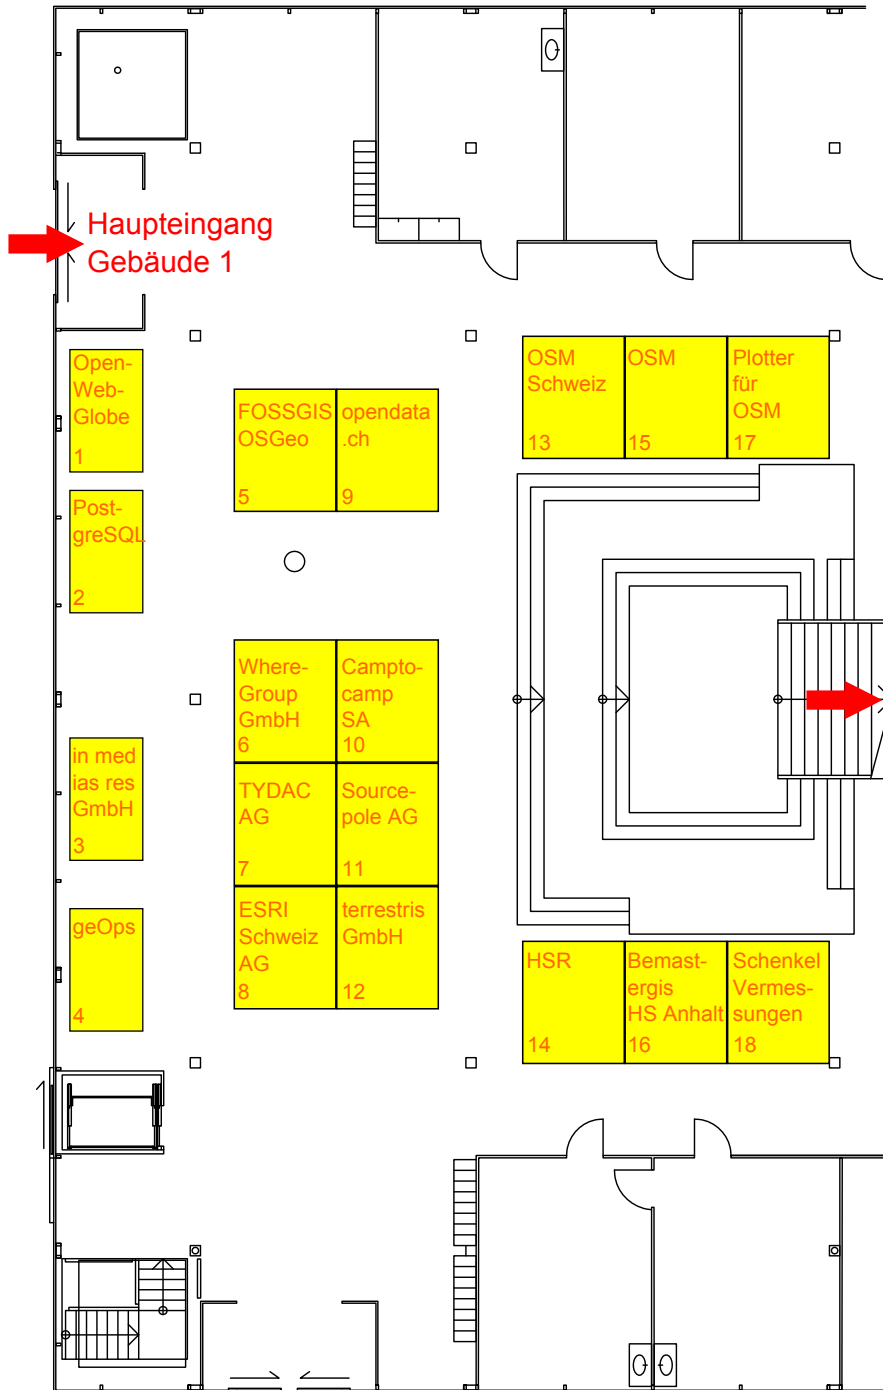 Haupteingang
Gebäude 1
Open-
Web-
Globe
1
Post-
greSQL
2
in med
ias res
GmbH
3
geOps
4
FOSSGIS
OSGeo
5
opendata
.ch
9
Where-
Group
GmbH
6
Campto-
camp
SA
10
TYDAC
AG
7
Source-
pole AG
11
ESRI
Schweiz
AG
8
terrestris
GmbH
12
OSM
Schweiz
13
OSM
15
Plotter
für
OSM
17
HSR
14
Bemast-
ergis
HS Anhalt
16
Schenkel
Vermes-
sungen
18